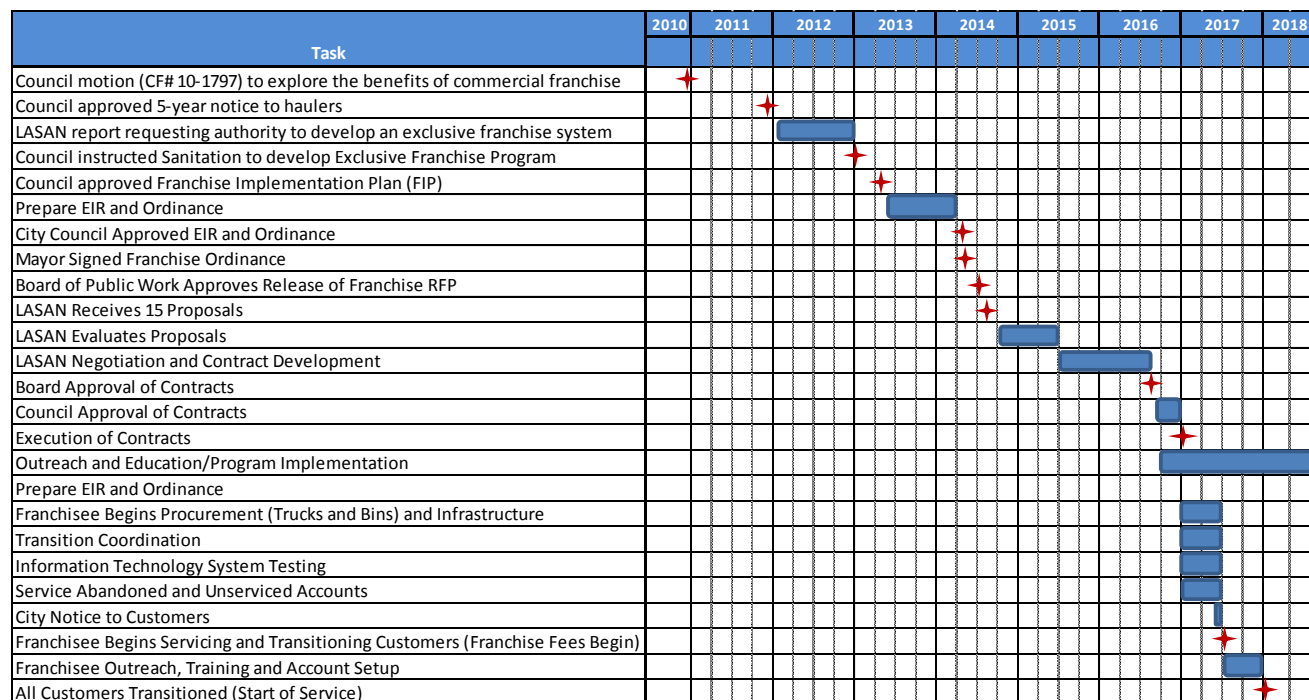 2010 2011 2012 2013 2014 2015 2016 2017 2018
Task
Council motion (CF# 10-1797) to explore the benefits of commercial franchise
Council approved 5-year notice to haulers
LASAN report requesting authority to develop an exclusive franchise system
Council instructed Sanitation to develop Exclusive Franchise Program
Council approved Franchise Implementation Plan (FIP)
Prepare EIR and Ordinance
City Council Approved EIR and Ordinance
Mayor Signed Franchise Ordinance
Board of Public Work Approves Release of Franchise RFP
LASAN Receives 15 Proposals
LASAN Evaluates Proposals
LASAN Negotiation and Contract Development
Board Approval of Contracts
Council Approval of Contracts
Execution of Contracts
Outreach and Education/Program Implementation
Prepare EIR and Ordinance
Franchisee Begins Procurement (Trucks and Bins) and Infrastructure
Transition Coordination
Information Technology System Testing
Service Abandoned and Unserviced Accounts
City Notice to Customers
Franchisee Begins Servicing and Transitioning Customers (Franchise Fees Begin)
Franchisee Outreach, Training and Account Setup
All Customers Transitioned (Start of Service)